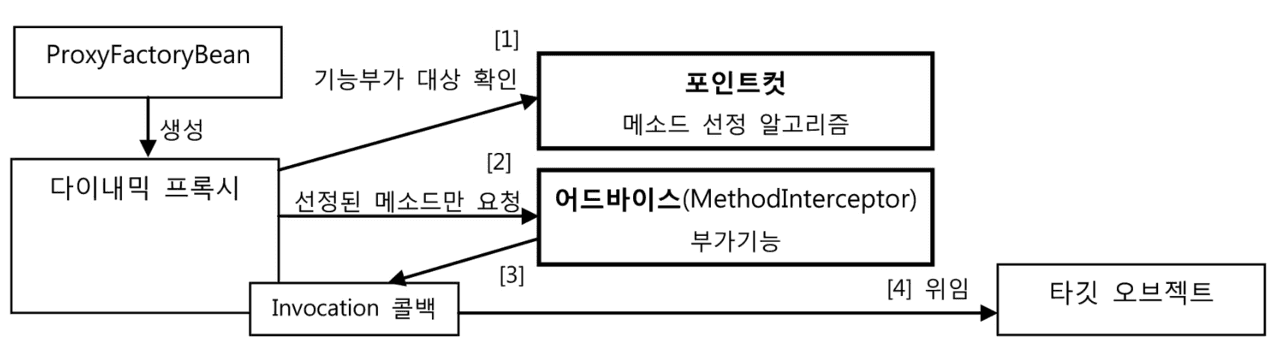 ProxyFactoryBean
생성
다이내믹 프록시
[1]
기능부가 대상 확인
포인트컷
메소드 선정 알고리즘
[2]
선정된 메소드만 요청
어드바이스(MethodInterceptor)
부가기능
[3]
Invocation 콜백
[4] 위임
타깃 오브젝트